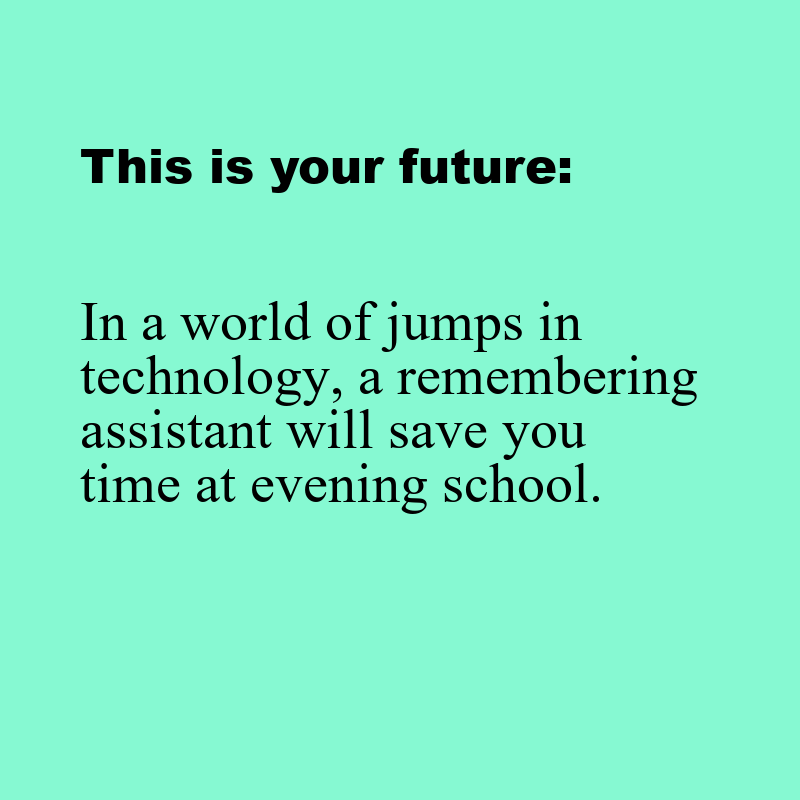 This is your future:
In a world of jumps in
technology, a remembering
assistant will save you
time at evening school.